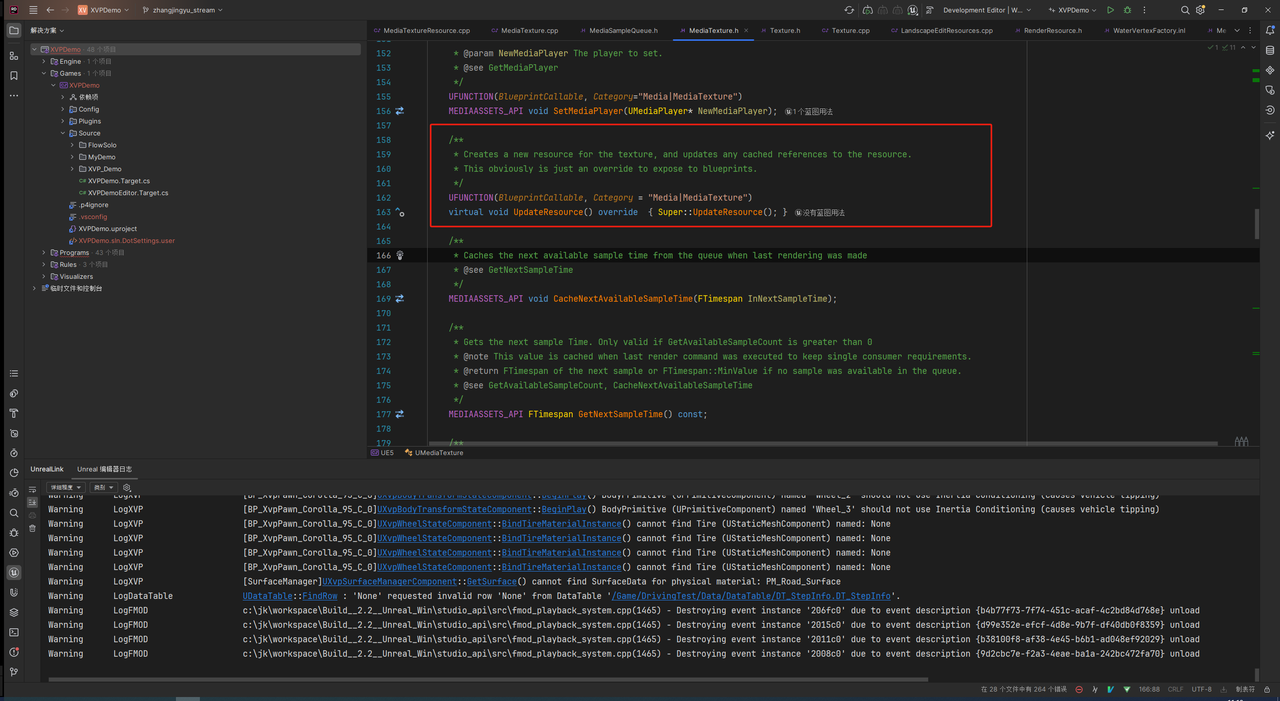 XV XVPDemo
zhangjingyu_stream
Development Editor | W...
XVPDemo
解决方案
MediaTextureResource.cpp
MediaTexture.cpp
MediaSampleQueue.h
MediaTexture.h
Texture.h
Texture.cpp
LandscapeEditResources.cpp
RenderResource.h
WaterVertexFactory.inl
XVPDemo · 48 个项目
Engine · 1 个项目
Games · 1 个项目
XVPDemo
依赖项
Config
Plugins
Source
FlowSolo
MyDemo
XVP_Demo
XVPDemo.Target.cs
XVPDemoEditor.Target.cs
.p4ignore
.vsconfig
XVPDemo.uproject
XVPDemo.sln.DotSettings.user
Programs · 43 个项目
Rules · 3 个项目
Visualizers
临时文件和控制台
152 * @param NewMediaPlayer The player to set.
153 * @see GetMediaPlayer
154 */
155 UFUNCTION(BlueprintCallable, Category="Media|MediaTexture")
156 MEDIAASSETS_API void SetMediaPlayer(UMediaPlayer* NewMediaPlayer); 1 个蓝图用法
157
158 /**
159 * Creates a new resource for the texture, and updates any cached references to the resource.
160 * This obviously is just an override to expose to blueprints.
161 */
162 UFUNCTION(BlueprintCallable, Category = "Media|MediaTexture")
163 virtual void UpdateResource() override { Super::UpdateResource(); } 没有蓝图用法
164
165 /**
166 * Caches the next available sample time from the queue when last rendering was made
167 * @see GetNextSampleTime
168 */
169 MEDIAASSETS_API void CacheNextAvailableSampleTime(FTimespan InNextSampleTime);
170
171 /**
172 * Gets the next sample Time. Only valid if GetAvailableSampleCount is greater than 0
173 * @note This value is cached when last render command was executed to keep single consumer requirements.
174 * @return FTimespan of the next sample or FTimespan::MinValue if no sample was available in the queue.
175 * @see GetAvailableSampleCount, CacheNextAvailableSampleTime
176 */
177 MEDIAASSETS_API FTimespan GetNextSampleTime() const;
178
179 /**
UE5 UMediaTexture
UnrealLink Unreal 编辑器日志
详细程度 类别
Warning LogXVP [BP_XvpPawn_Corolla_95_C_0]UXvpBodyTransformStateComponent::BeginPlay() BodyPrimitive (UPrimitiveComponent) named 'Wheel_2' should not use Inertia Conditioning (causes vehicle tipping)
Warning LogXVP [BP_XvpPawn_Corolla_95_C_0]UXvpBodyTransformStateComponent::BeginPlay() BodyPrimitive (UPrimitiveComponent) named 'Wheel_3' should not use Inertia Conditioning (causes vehicle tipping)
Warning LogXVP [BP_XvpPawn_Corolla_95_C_0]UXvpWheelStateComponent::BindTireMaterialInstance() cannot find Tire (UStaticMeshComponent) named: None
Warning LogXVP [BP_XvpPawn_Corolla_95_C_0]UXvpWheelStateComponent::BindTireMaterialInstance() cannot find Tire (UStaticMeshComponent) named: None
Warning LogXVP [BP_XvpPawn_Corolla_95_C_0]UXvpWheelStateComponent::BindTireMaterialInstance() cannot find Tire (UStaticMeshComponent) named: None
Warning LogXVP [BP_XvpPawn_Corolla_95_C_0]UXvpWheelStateComponent::BindTireMaterialInstance() cannot find Tire (UStaticMeshComponent) named: None
Warning LogXVP [SurfaceManager]UXvpSurfaceManagerComponent::GetSurface() cannot find SurfaceData for physical material: PM_Road_Surface
Warning LogDataTable UDataTable::FindRow : 'None' requested invalid row 'None' from DataTable '/Game/DrivingTest/Data/DataTable/DT_StepInfo.DT_StepInfo'.
Warning LogFMOD c:\jk\workspace\Build__2.2__Unreal_Win\studio_api\src\fmod_playback_system.cpp(1465) - Destroying event instance '206fc0' due to event description {b4b77f73-7f74-451c-acaf-4c2bd84d768e} unload
Warning LogFMOD c:\jk\workspace\Build__2.2__Unreal_Win\studio_api\src\fmod_playback_system.cpp(1465) - Destroying event instance '2015c0' due to event description {d99e352e-efcf-4d8e-9b7f-df40db0f8359} unload
Warning LogFMOD c:\jk\workspace\Build__2.2__Unreal_Win\studio_api\src\fmod_playback_system.cpp(1465) - Destroying event instance '2011c0' due to event description {b38100f8-af38-4e45-b6b1-ad048ef92029} unload
Warning LogFMOD c:\jk\workspace\Build__2.2__Unreal_Win\studio_api\src\fmod_playback_system.cpp(1465) - Destroying event instance '2008c0' due to event description {9d2cbc7e-f2a3-4eae-ba1a-242bc472fa70} unload
在 28 个文件中有 264 个错误 166:88 CRLF UTF-8 制表符